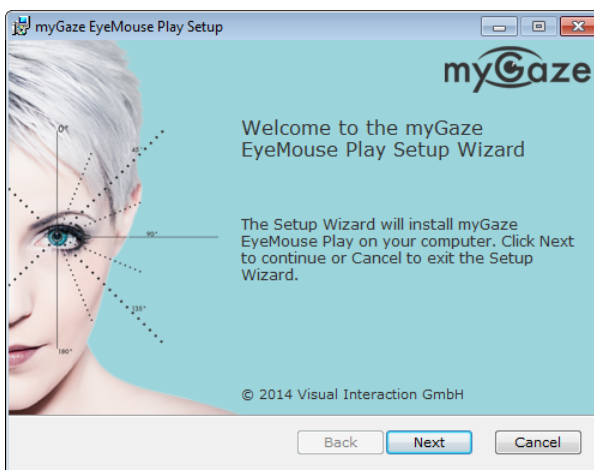 myGaze EyeMouse Play Setup
myGaze
Welcome to the myGaze
EyeMouse Play Setup Wizard
0°
45°
90°
135°
180°
The Setup Wizard will install myGaze
EyeMouse Play on your computer. Click Next
to continue or Cancel to exit the Setup
Wizard.
© 2014 Visual Interaction GmbH
Back
Next
Cancel